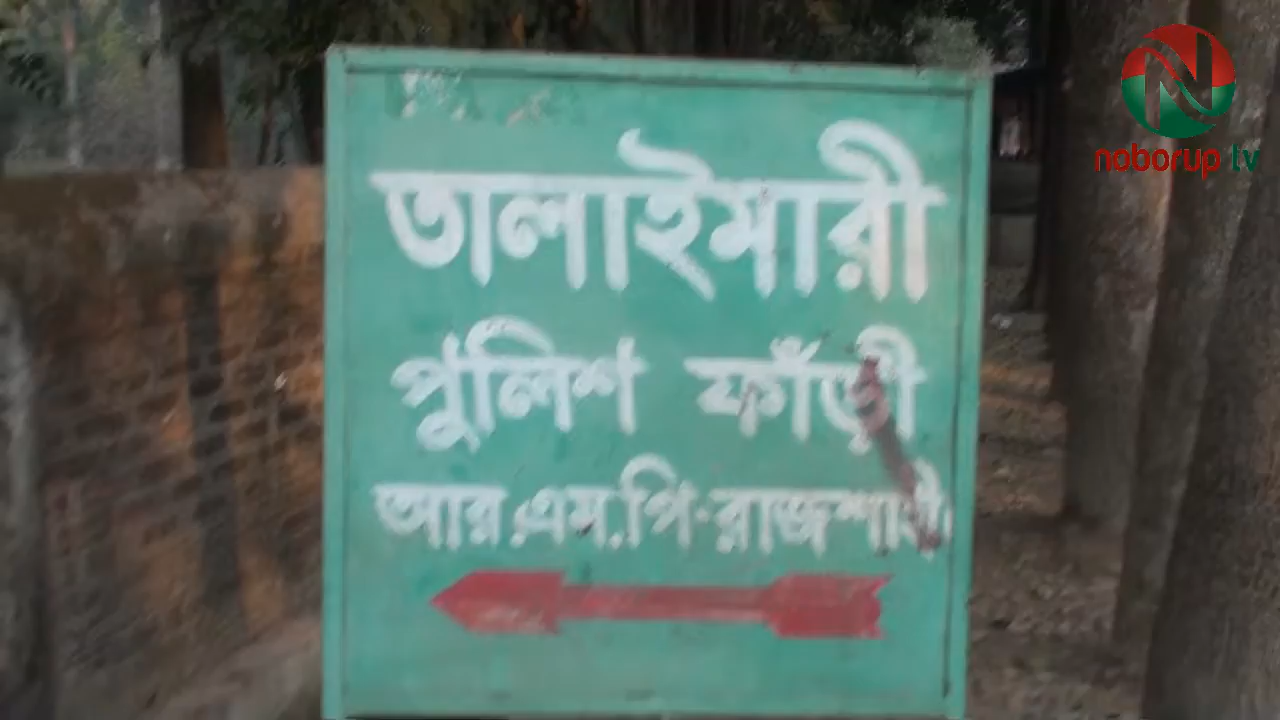 noborup tv
তালাইমারী
পুলিশ ফাঁড়ী
আর.এম.পি-রাজশাহী।